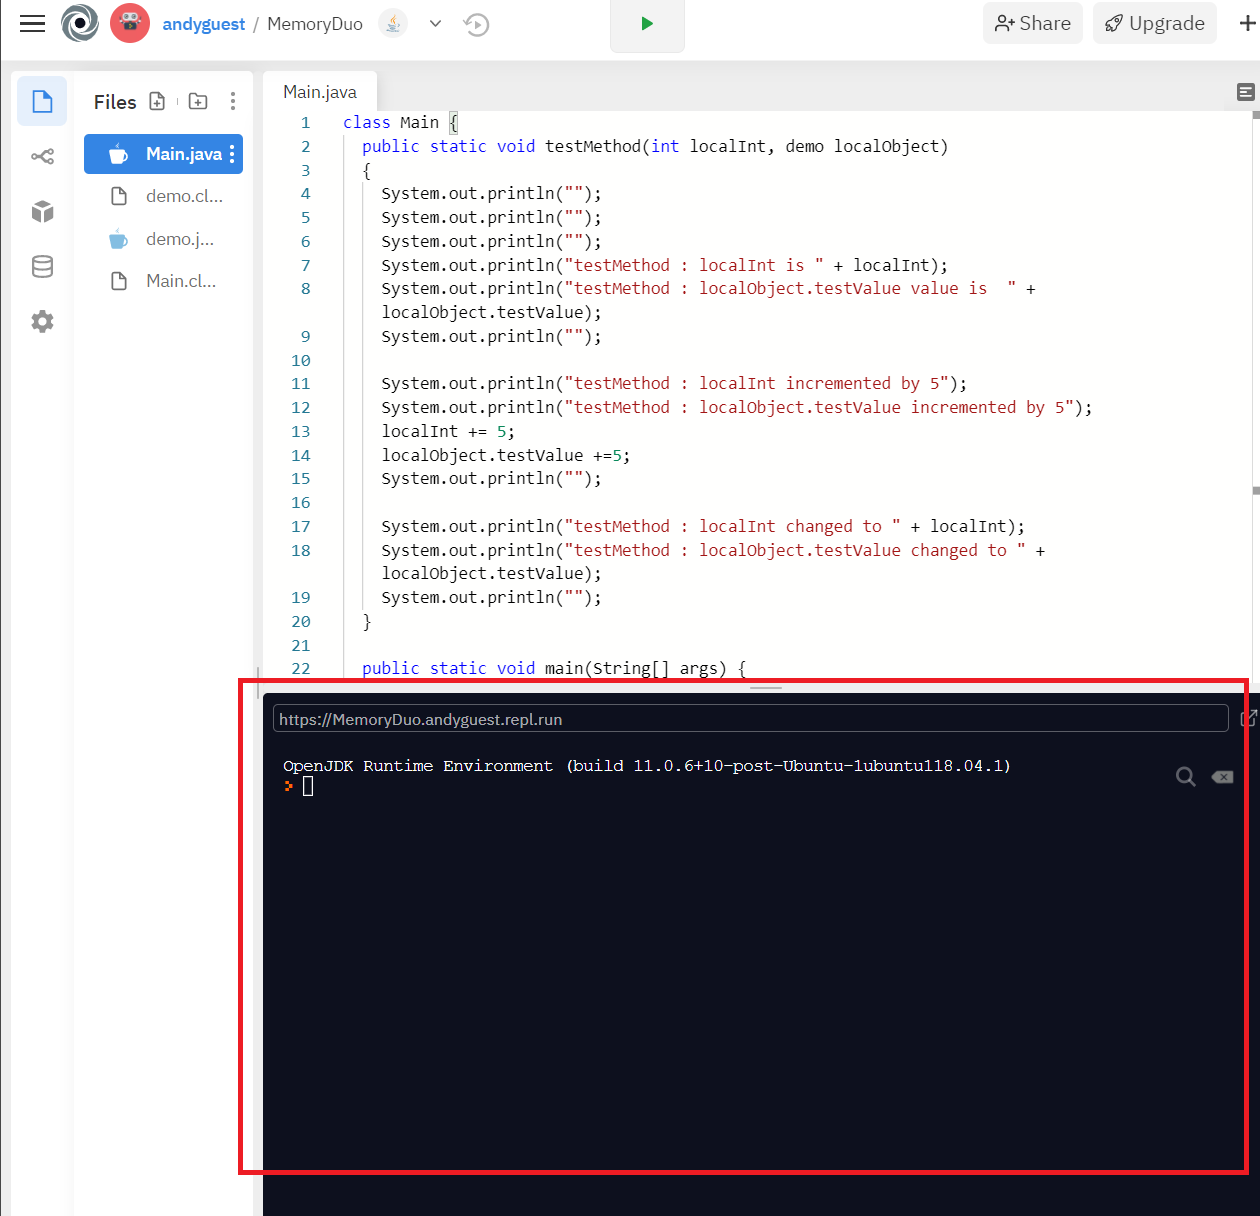 andyguest / MemoryDuo
Share
Upgrade
Files
Main.java
demo.cl...
demo.j...
Main.cl...
Main.java
1 class Main {
2 public static void testMethod(int localInt, demo localObject)
3 {
4 System.out.println("");
5 System.out.println("");
6 System.out.println("");
7 System.out.println("testMethod : localInt is " + localInt);
8 System.out.println("testMethod : localObject.testValue value is  " +
localObject.testValue);
9 System.out.println("");
10
11 System.out.println("testMethod : localInt incremented by 5");
12 System.out.println("testMethod : localObject.testValue incremented by 5");
13 localInt += 5;
14 localObject.testValue +=5;
15 System.out.println("");
16
17 System.out.println("testMethod : localInt changed to " + localInt);
18 System.out.println("testMethod : localObject.testValue changed to " +
localObject.testValue);
19 System.out.println("");
20 }
21
22 public static void main(String[] args) {
https://MemoryDuo.andyguest.repl.run
OpenJDK Runtime Environment (build 11.0.6+10-post-Ubuntu-1ubuntu118.04.1)
>